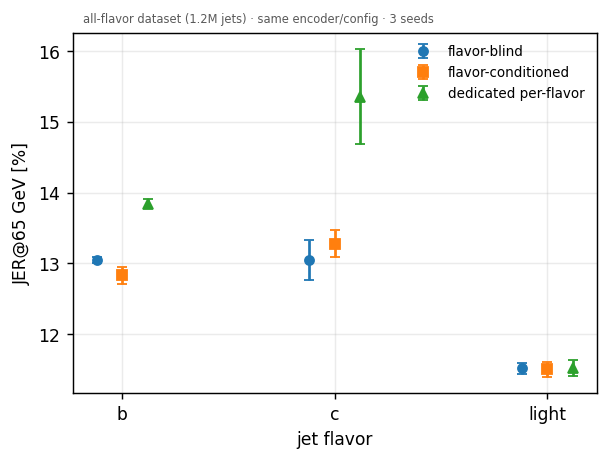 all-flavor dataset (1.2M jets) · same encoder/config · 3 seeds
16
15
14
13
12
JER@65 GeV [%]
flavor-blind
flavor-conditioned
dedicated per-flavor
b
c
light
jet flavor